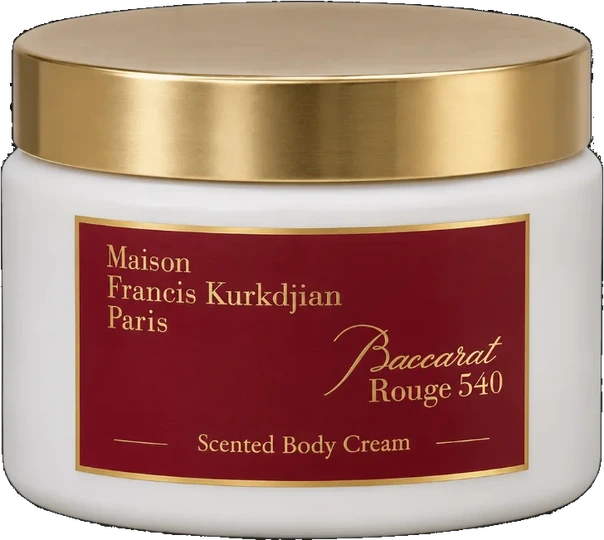 Maison
Francis Kurkdjian
Paris
Baccarat
Rouge 540
Scented Body Cream